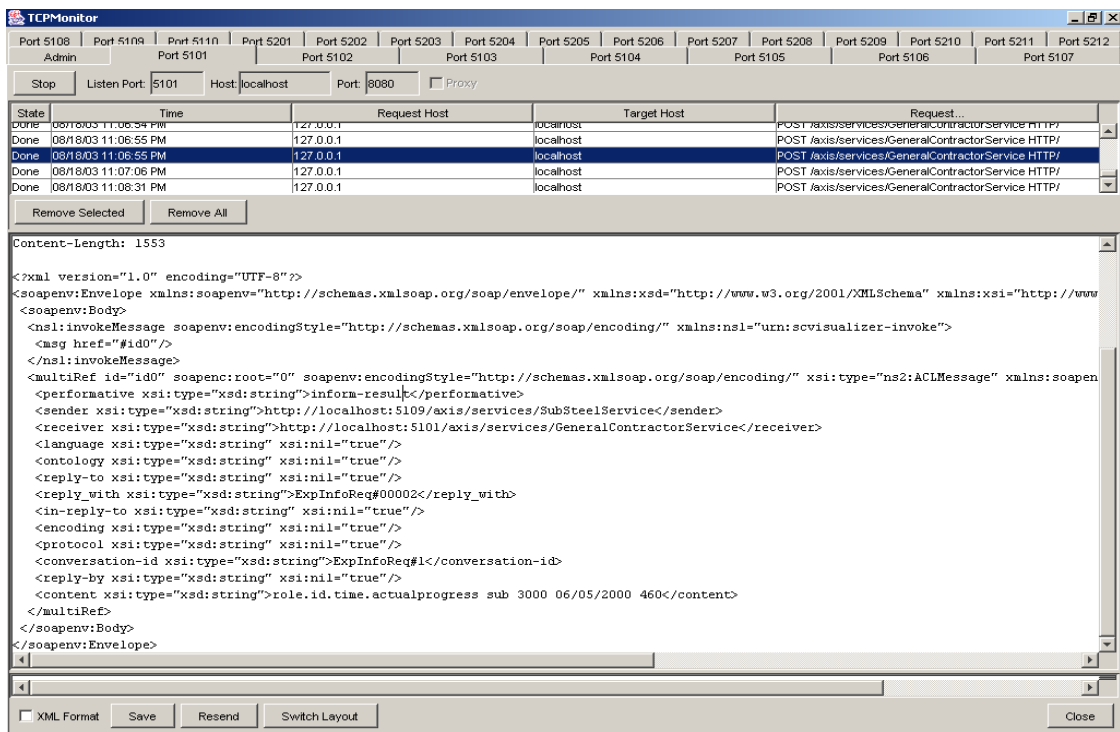 TCPMonitor
Port 5108 Port 5109 Port 5110 Port 5201 Port 5202 Port 5203 Port 5204 Port 5205 Port 5206 Port 5207 Port 5208 Port 5209 Port 5210 Port 5211 Port 5212
Admin Port 5101 Port 5102 Port 5103 Port 5104 Port 5105 Port 5106 Port 5107
Stop Listen Port: 5101 Host: localhost Port: 8080 Proxy
State Time Request Host Target Host Request...
Done 08/18/03 11:06:54 PM 127.0.0.1 localhost POST /axis/services/GeneralContractorService HTTP/
Done 08/18/03 11:06:55 PM 127.0.0.1 localhost POST /axis/services/GeneralContractorService HTTP/
Done 08/18/03 11:06:55 PM 127.0.0.1 localhost POST /axis/services/GeneralContractorService HTTP/
Done 08/18/03 11:07:06 PM 127.0.0.1 localhost POST /axis/services/GeneralContractorService HTTP/
Done 08/18/03 11:08:31 PM 127.0.0.1 localhost POST /axis/services/GeneralContractorService HTTP/
Remove Selected Remove All
Content-Length: 1553
<?xml version="1.0" encoding="UTF-8"?>
<soapenv:Envelope xmlns:soapenv="http://schemas.xmlsoap.org/soap/envelope/" xmlns:xsd="http://www.w3.org/2001/XMLSchema" xmlns:xsi="http://www
<soapenv:Body>
<ns1:invokeMessage soapenv:encodingStyle="http://schemas.xmlsoap.org/soap/encoding/" xmlns:ns1="urn:scvisualizer-invoke">
<msg href="#id0"/>
</ns1:invokeMessage>
<multiRef id="id0" soapenc:root="0" soapenv:encodingStyle="http://schemas.xmlsoap.org/soap/encoding/" xsi:type="ns2:ACLMessage" xmlns:soapen
<performative xsi:type="xsd:string">inform-result</performative>
<sender xsi:type="xsd:string">http://localhost:5109/axis/services/SubSteelService</sender>
<receiver xsi:type="xsd:string">http://localhost:5101/axis/services/GeneralContractorService</receiver>
<language xsi:type="xsd:string" xsi:nil="true"/>
<ontology xsi:type="xsd:string" xsi:nil="true"/>
<reply-to xsi:type="xsd:string" xsi:nil="true"/>
<reply_with xsi:type="xsd:string">ExpInfoReq#00002</reply_with>
<in-reply-to xsi:type="xsd:string" xsi:nil="true"/>
<encoding xsi:type="xsd:string" xsi:nil="true"/>
<protocol xsi:type="xsd:string" xsi:nil="true"/>
<conversation-id xsi:type="xsd:string">ExpInfoReq#1</conversation-id>
<reply-by xsi:type="xsd:string" xsi:nil="true"/>
<content xsi:type="xsd:string">role.id.time.actualprogress sub 3000 06/05/2000 460</content>
</multiRef>
</soapenv:Body>
</soapenv:Envelope>
XML Format Save Resend Switch Layout Close